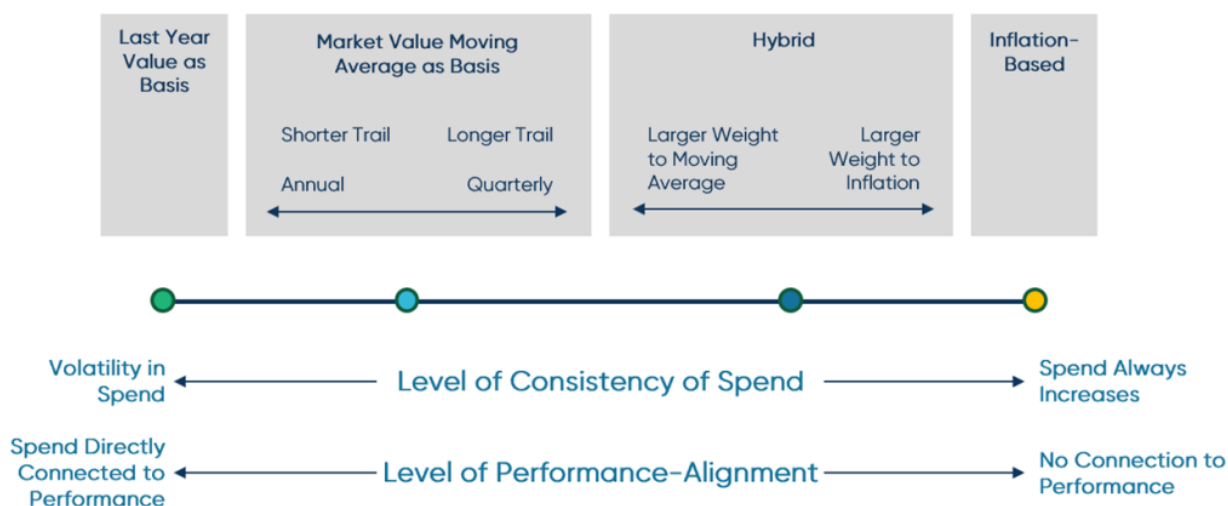 Last Year
Value as
Basis
Market Value Moving
Average as Basis
Shorter Trail
Longer Trail
Annual
Quarterly
Hybrid
Larger Weight
to Moving
Average
Larger
Weight to
Inflation
Inflation-
Based
Volatility in
Spend
Level of Consistency of Spend
Spend Always
Increases
Spend Directly
Connected to
Performance
Level of Performance-Alignment
No Connection to
Performance